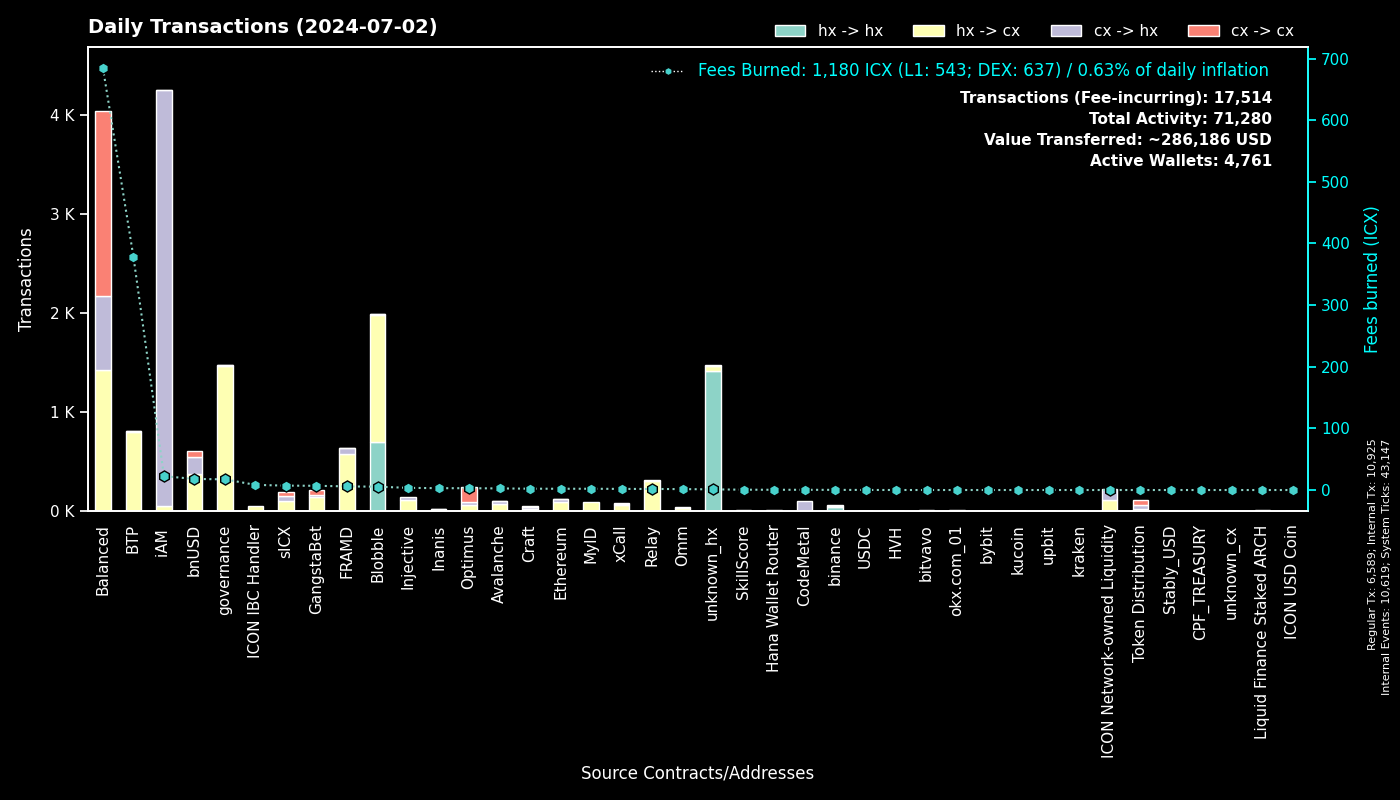 Daily Transactions (2024-07-02)
hx -> hx
hx -> cx
cx -> hx
cx -> cx
Fees Burned: 1,180 ICX (L1: 543; DEX: 637) / 0.63% of daily inflation
Transactions (Fee-incurring): 17,514
Total Activity: 71,280
Value Transferred: ~286,186 USD
Active Wallets: 4,761
Transactions
4 K
3 K
2 K
1 K
0 K
700
600
500
400
300
200
100
0
Fees burned (ICX)
Regular Tx: 6,589; Internal Tx: 10,925
Internal Events: 10,619; System Ticks: 43,147
Balanced
BTP
iAM
bnUSD
governance
ICON IBC Handler
sICX
GangstaBet
FRAMD
Blobble
Injective
Inanis
Optimus
Avalanche
Craft
Ethereum
MyID
xCall
Relay
Omm
unknown_hx
SkillScore
Hana Wallet Router
CodeMetal
binance
USDC
HVH
bitvavo
okx.com_01
bybit
kucoin
upbit
kraken
ICON Network-owned Liquidity
Token Distribution
Stably_USD
CPF_TREASURY
unknown_cx
Liquid Finance Staked ARCH
ICON USD Coin
Source Contracts/Addresses